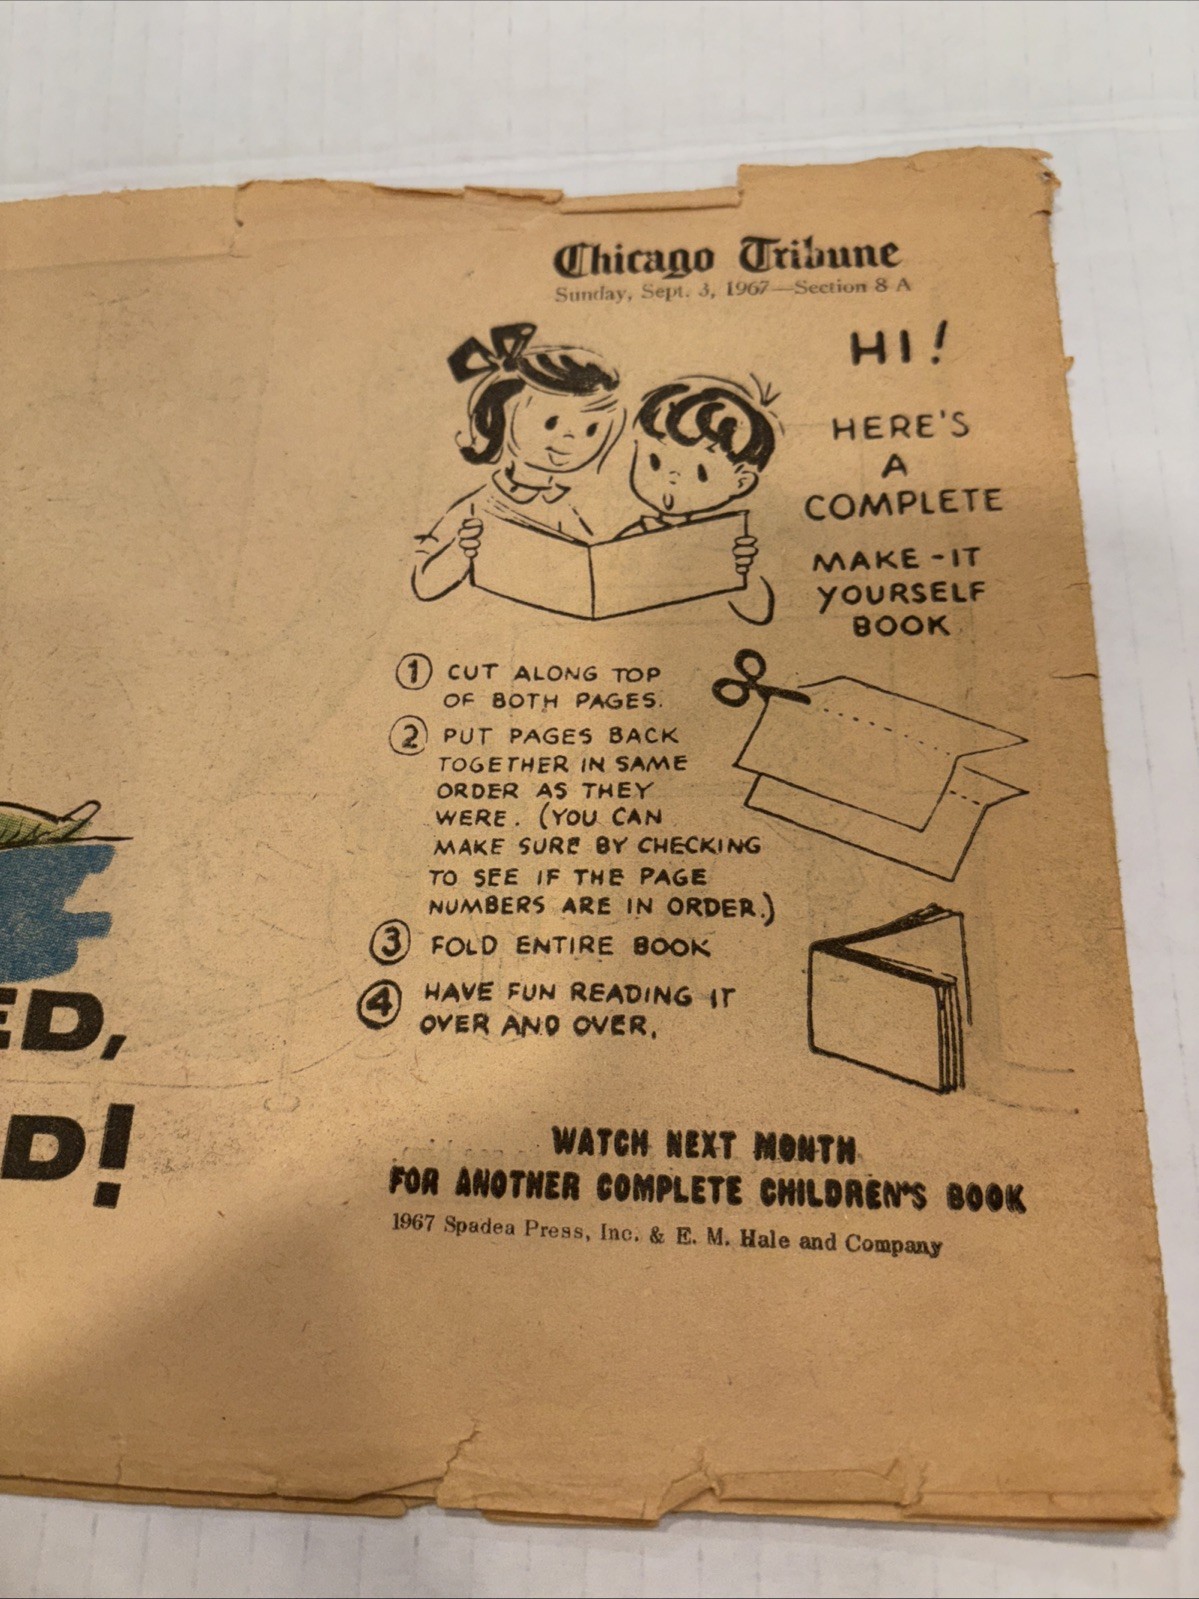 Chicago Tribune
Sunday, Sept. 3, 1967—Section 8 A
HI!
HERE'S
A
COMPLETE
MAKE-IT
YOURSELF
BOOK
① CUT ALONG TOP
OF BOTH PAGES.
② PUT PAGES BACK
TOGETHER IN SAME
ORDER AS THEY
WERE. (YOU CAN
MAKE SURE BY CHECKING
TO SEE IF THE PAGE
NUMBERS ARE IN ORDER.)
③ FOLD ENTIRE BOOK
④ HAVE FUN READING IT
OVER AND OVER.
ED,
D!
WATCH NEXT MONTH
FOR ANOTHER COMPLETE CHILDREN'S BOOK
1967 Spadea Press, Inc. & E. M. Hale and Company